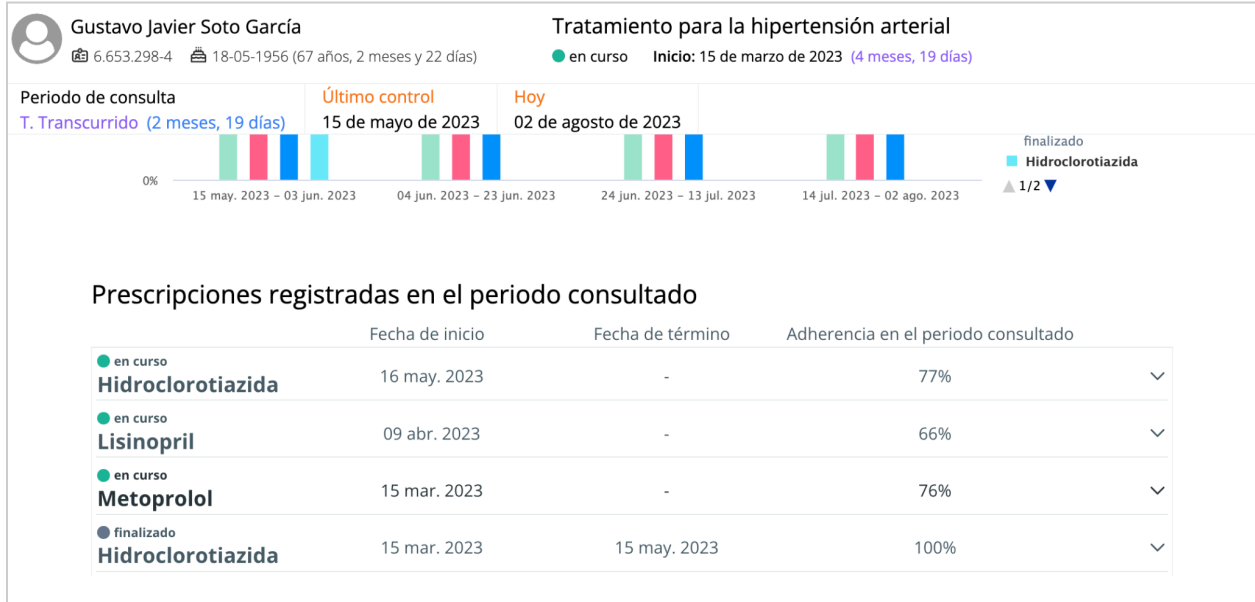 Gustavo Javier Soto García
6.653.298-4 18-05-1956 (67 años, 2 meses y 22 días)
Tratamiento para la hipertensión arterial
en curso Inicio: 15 de marzo de 2023 (4 meses, 19 días)
Periodo de consulta
T. Transcurrido (2 meses, 19 días)
Último control
15 de mayo de 2023
Hoy
02 de agosto de 2023
0%
15 may. 2023 – 03 jun. 2023 04 jun. 2023 – 23 jun. 2023 24 jun. 2023 – 13 jul. 2023 14 jul. 2023 – 02 ago. 2023
finalizado
Hidroclorotiazida
1/2
Prescripciones registradas en el periodo consultado
Fecha de inicio Fecha de término Adherencia en el periodo consultado
en curso
Hidroclorotiazida 16 may. 2023 - 77%
en curso
Lisinopril 09 abr. 2023 - 66%
en curso
Metoprolol 15 mar. 2023 - 76%
finalizado
Hidroclorotiazida 15 mar. 2023 15 may. 2023 100%